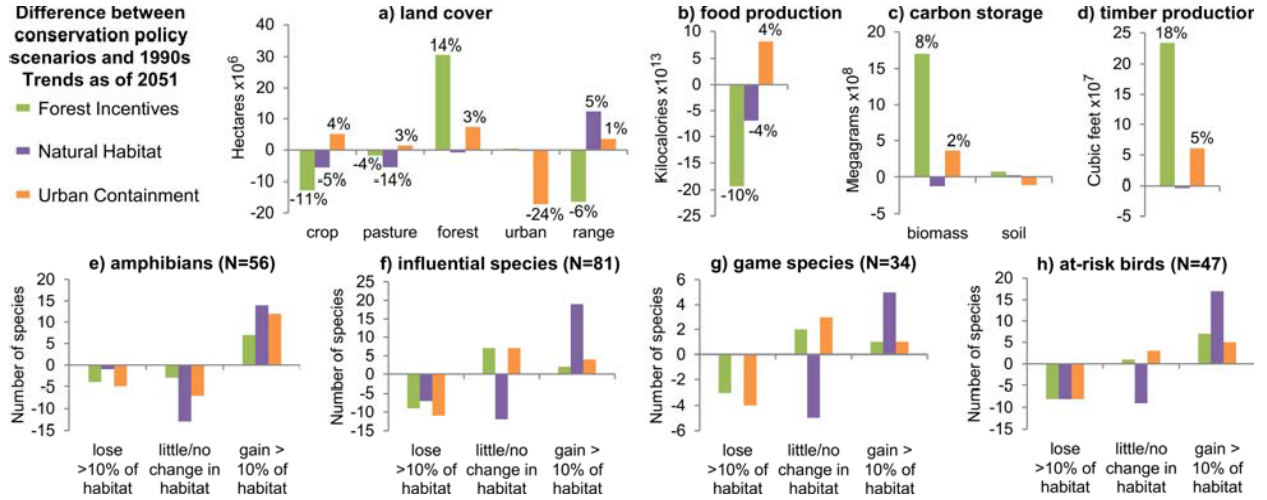 Difference between
conservation policy
scenarios and 1990s
Trends as of 2051
Forest Incentives
Natural Habitat
Urban Containment
a) land cover
Hectares x10⁶
40
30
20
10
0
-10
-20
14%
4%
3%
3%
5%
1%
-11%
-5%
-4%
-14%
-24%
-6%
crop pasture forest urban range
b) food production
Kilocalories x10¹³
10
5
0
-5
-10
-15
-20
-25
4%
-4%
-10%
c) carbon storage
Megagrams x10⁸
20
15
10
5
0
-5
8%
2%
biomass soil
d) timber production
Cubic feet x10⁷
25
20
15
10
5
0
-5
18%
5%
e) amphibians (N=56)
Number of species
20
15
10
5
0
-5
-10
-15
lose little/no gain >
>10% of change in 10% of
habitat habitat habitat
f) influential species (N=81)
Number of species
25
20
15
10
5
0
-5
-10
-15
lose little/no gain >
>10% of change in 10% of
habitat habitat habitat
g) game species (N=34)
Number of species
6
4
2
0
-2
-4
6
lose little/no gain >
>10% of change in 10% of
habitat habitat habitat
h) at-risk birds (N=47)
Number of species
20
15
10
5
0
-5
-10
-15
lose little/no gain >
>10% of change in 10% of
habitat habitat habitat